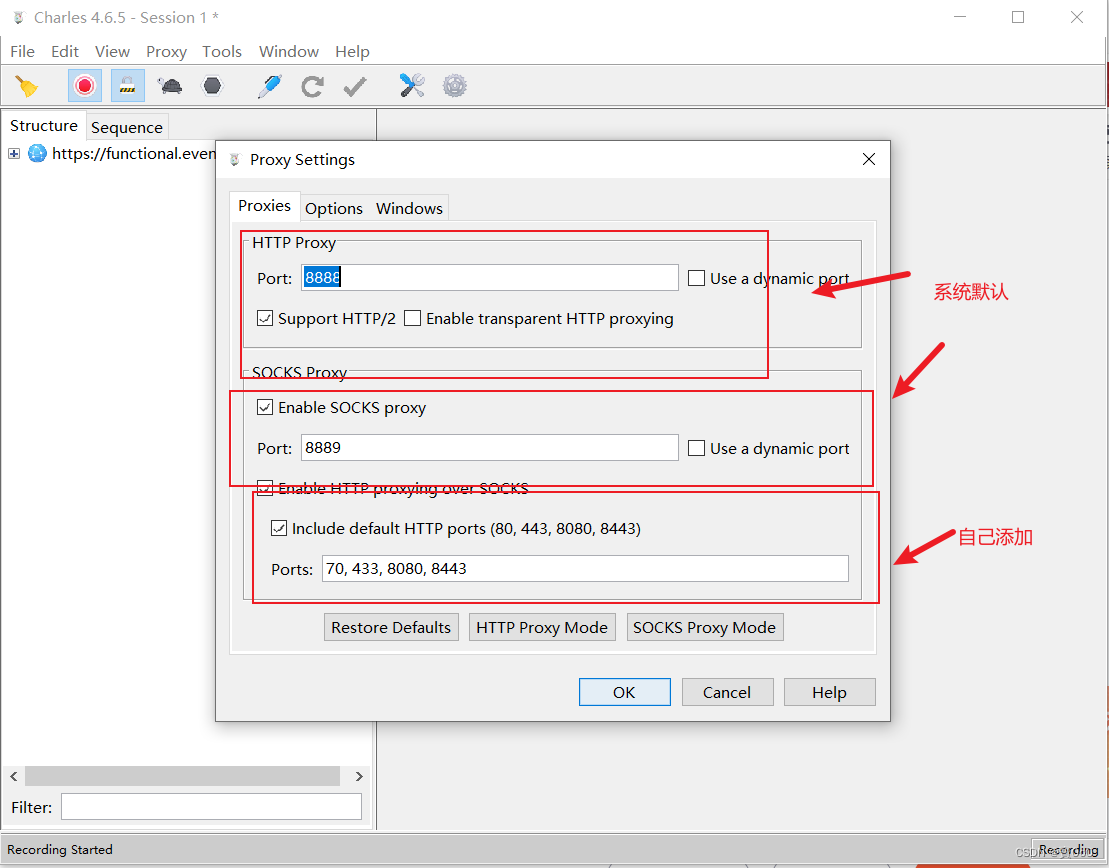 Charles 4.6.5 - Session 1 *
File Edit View Proxy Tools Window Help
Structure Sequence
https://functional.even
Proxy Settings
Proxies Options Windows
HTTP Proxy
Port: 8888 Use a dynamic port
Support HTTP/2 Enable transparent HTTP proxying
系统默认
SOCKS Proxy
Enable SOCKS proxy
Port: 8889 Use a dynamic port
Enable HTTP proxying over SOCKS
Include default HTTP ports (80, 443, 8080, 8443)
自己添加
Ports: 70, 433, 8080, 8443
Restore Defaults HTTP Proxy Mode SOCKS Proxy Mode
OK Cancel Help
Filter:
Recording Started
Recording